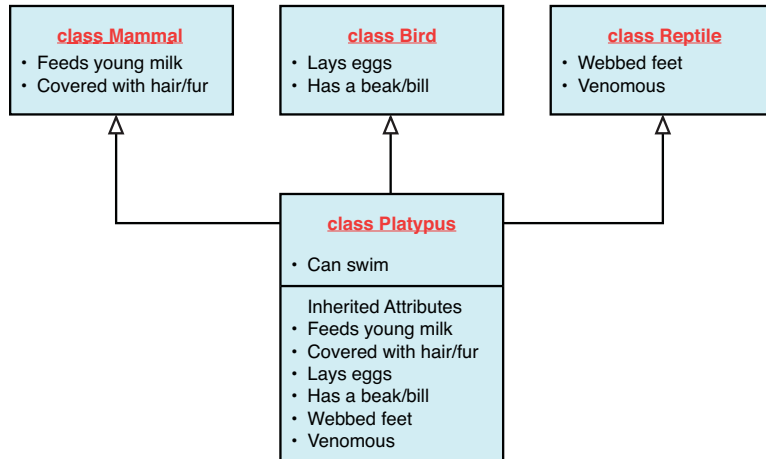 class Mammal
• Feeds young milk
• Covered with hair/fur
class Bird
• Lays eggs
• Has a beak/bill
class Reptile
• Webbed feet
• Venomous
class Platypus
• Can swim
Inherited Attributes
• Feeds young milk
• Covered with hair/fur
• Lays eggs
• Has a beak/bill
• Webbed feet
• Venomous